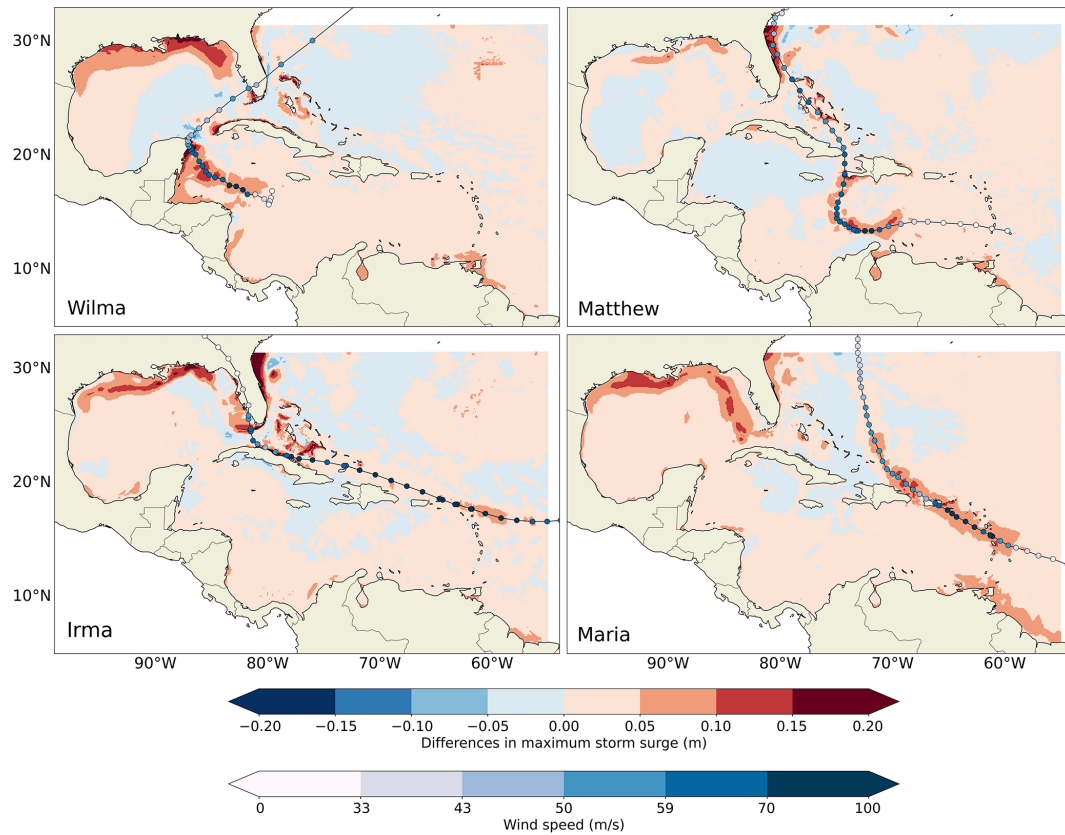 30°N
20°N
10°N
Wilma
Matthew
30°N
20°N
10°N
Irma
Maria
90°W 80°W 70°W 60°W 90°W 80°W 70°W 60°W
−0.20 −0.15 −0.10 −0.05 0.00 0.05 0.10 0.15 0.20
Differences in maximum storm surge (m)
0 33 43 50 59 70 100
Wind speed (m/s)